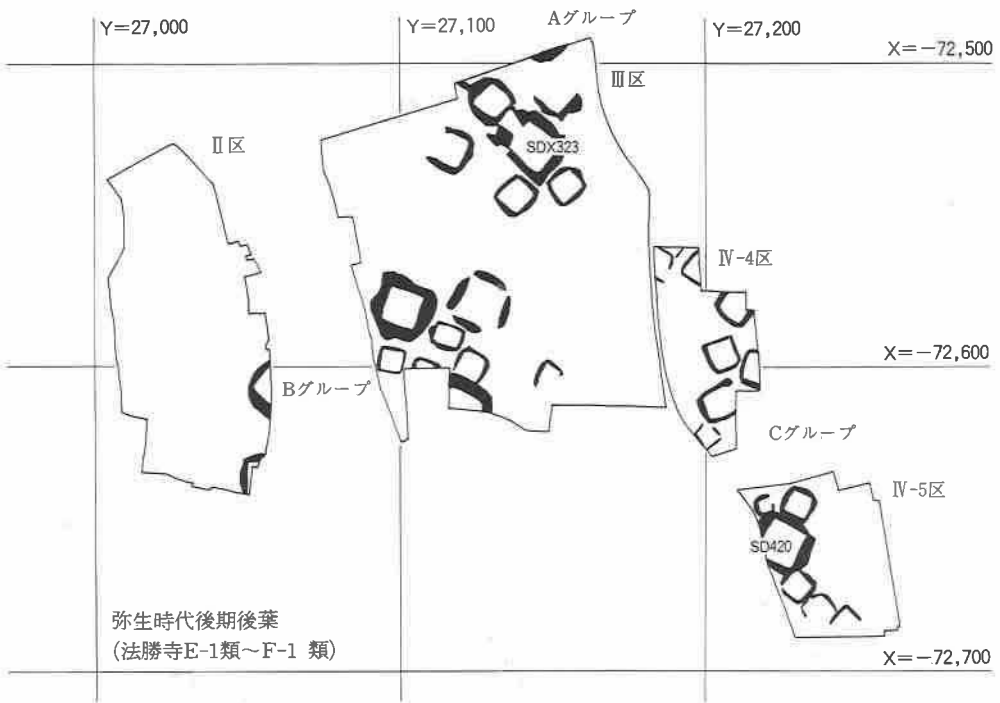 Aグループ
Y=27,000
Y=27,100
Y=27,200
X=-72,500
Ⅲ区
Ⅱ区
SDX323
Ⅳ-4区
X=-72,600
Bグループ
Cグループ
Ⅳ-5区
SD420
弥生時代後期後葉
(法勝寺E-1類～F-1 類)
X=-72,700